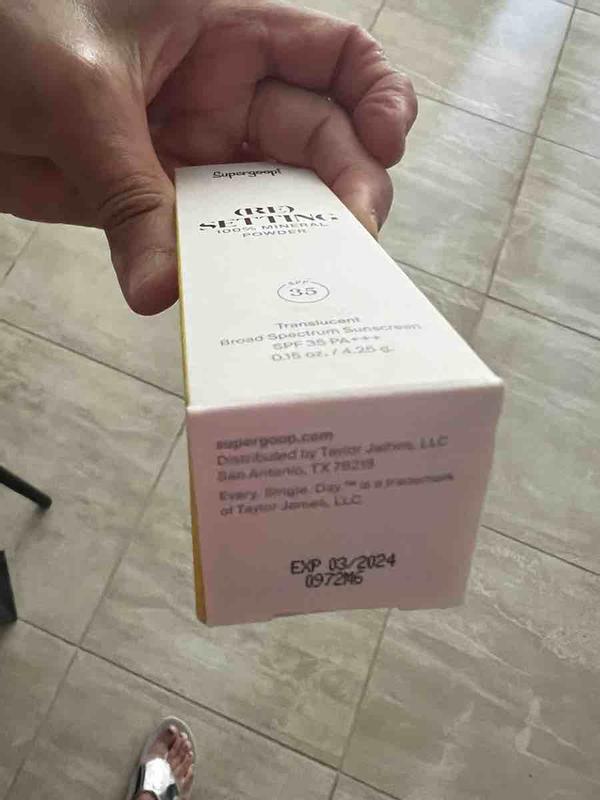 Supergoop!
(RE)
SETTING
100% MINERAL
POWDER
SPF
35
Translucent
Broad Spectrum Sunscreen
SPF 35 PA+++
0.15 oz. / 4.25 g.
supergoop.com
Distributed by Taylor James, LLC
San Antonio, TX 78218
Every. Single. Day.™ is a trademark
of Taylor James, LLC
EXP 03/2024
0972M6